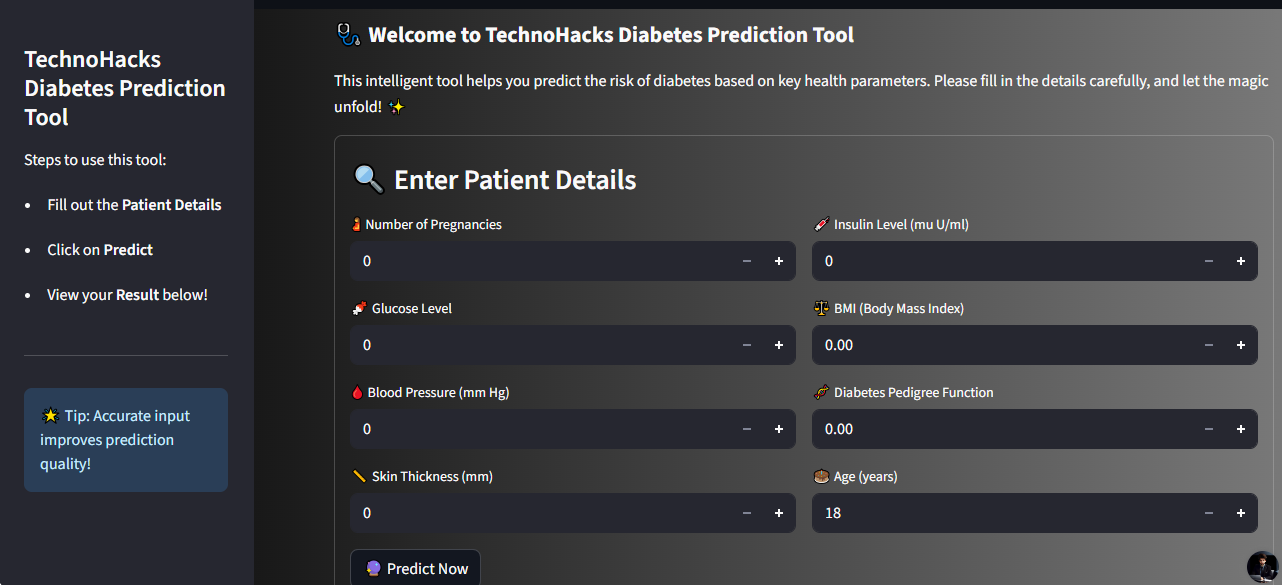 TechnoHacks
Diabetes Prediction
Tool
Steps to use this tool:
Fill out the Patient Details
Click on Predict
View your Result below!
Tip: Accurate input
improves prediction
quality!
Welcome to TechnoHacks Diabetes Prediction Tool
This intelligent tool helps you predict the risk of diabetes based on key health parameters. Please fill in the details carefully, and let the magic
unfold!
Enter Patient Details
Number of Pregnancies
0 − +
Insulin Level (mu U/ml)
0 − +
Glucose Level
0 − +
BMI (Body Mass Index)
0.00 − +
Blood Pressure (mm Hg)
0 − +
Diabetes Pedigree Function
0.00 − +
Skin Thickness (mm)
0 − +
Age (years)
18 − +
Predict Now